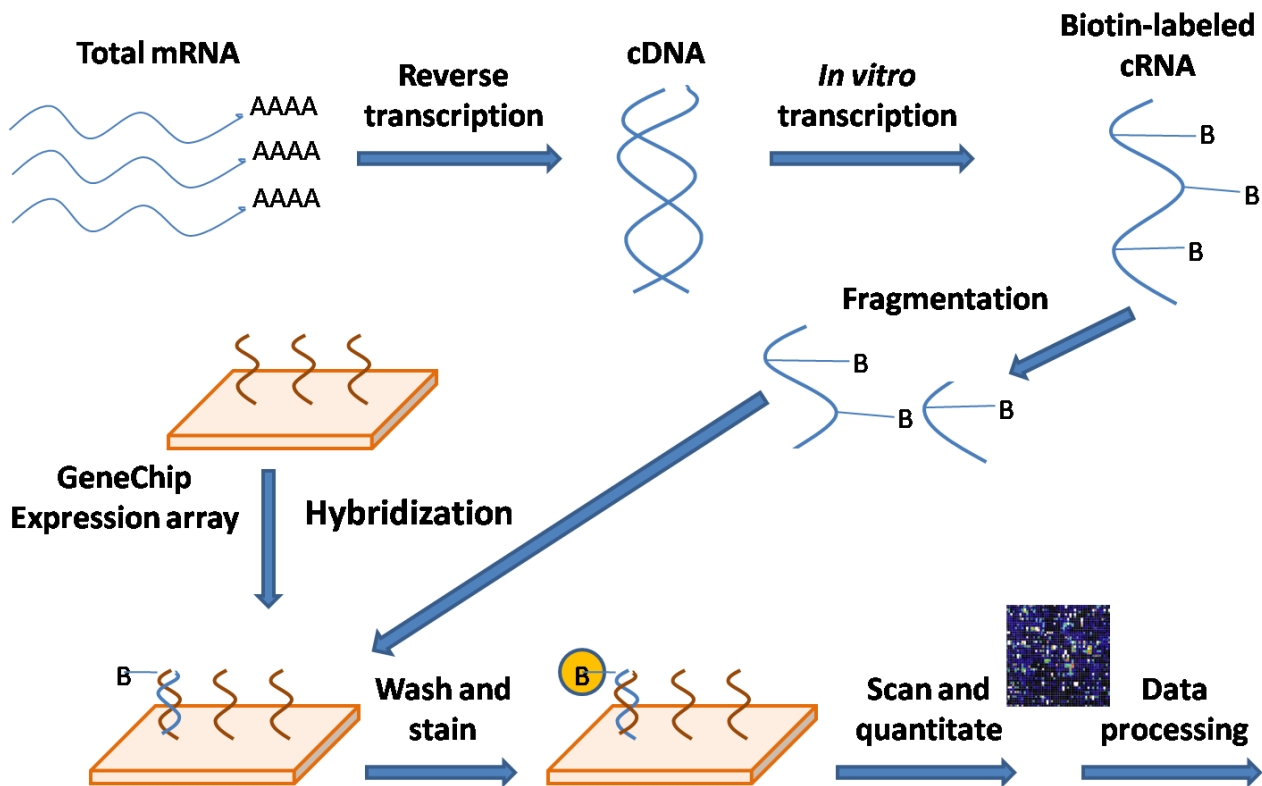 Total mRNA
AAAA
AAAA
AAAA
Reverse
transcription
cDNA
In vitro
transcription
Biotin-labeled
cRNA
B
B
B
Fragmentation
B
B
B
GeneChip
Expression array
Hybridization
B
Wash and
stain
B
Scan and
quantitate
Data
processing